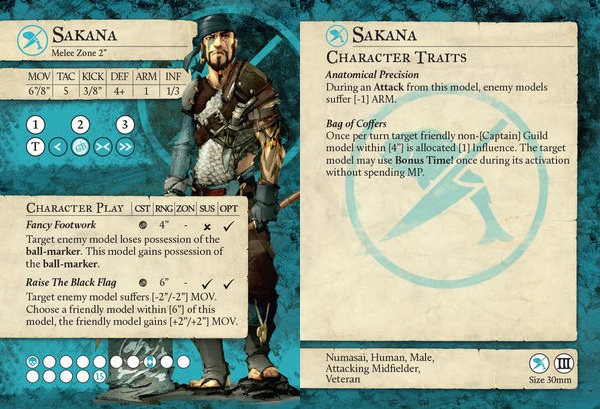 SAKANA
Melee Zone 2"
MOV TAC KICK DEF ARM INF
6"/8" 5 3/8" 4+ 1 1/3
1 2 3
T < GB >< >>
CHARACTER PLAY CST RNG ZON SUS OPT
Fancy Footwork 4" - ✗ ✓
Target enemy model loses possession of the
ball-marker. This model gains possession of
the ball-marker.
Raise The Black Flag 6" - ✓ ✓
Target enemy model suffers [-2"/-2"] MOV.
Choose a friendly model within [6"] of this
model, the friendly model gains [+2"/+2"] MOV.
15
SAKANA
CHARACTER TRAITS
Anatomical Precision
During an Attack from this model, enemy models
suffer [-1] ARM.
Bag of Coffers
Once per turn target friendly non-[Captain] Guild
model within [4"] is allocated [1] Influence. The target
model may use Bonus Time! once during its activation
without spending MP.
Numasai, Human, Male,
Attacking Midfielder,
Veteran
III
Size 30mm